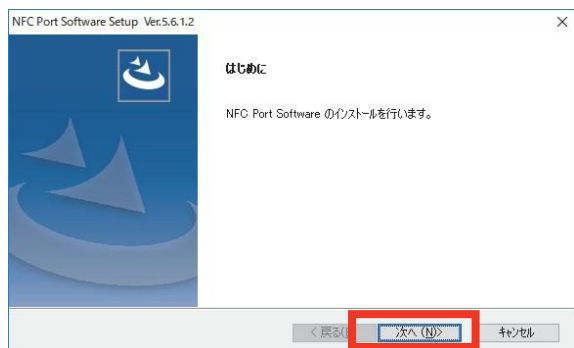 NFC Port Software Setup Ver.5.6.1.2
はじめに
NFC Port Software のインストールを行います。
< 戻る(
次へ (N)>
キャンセル